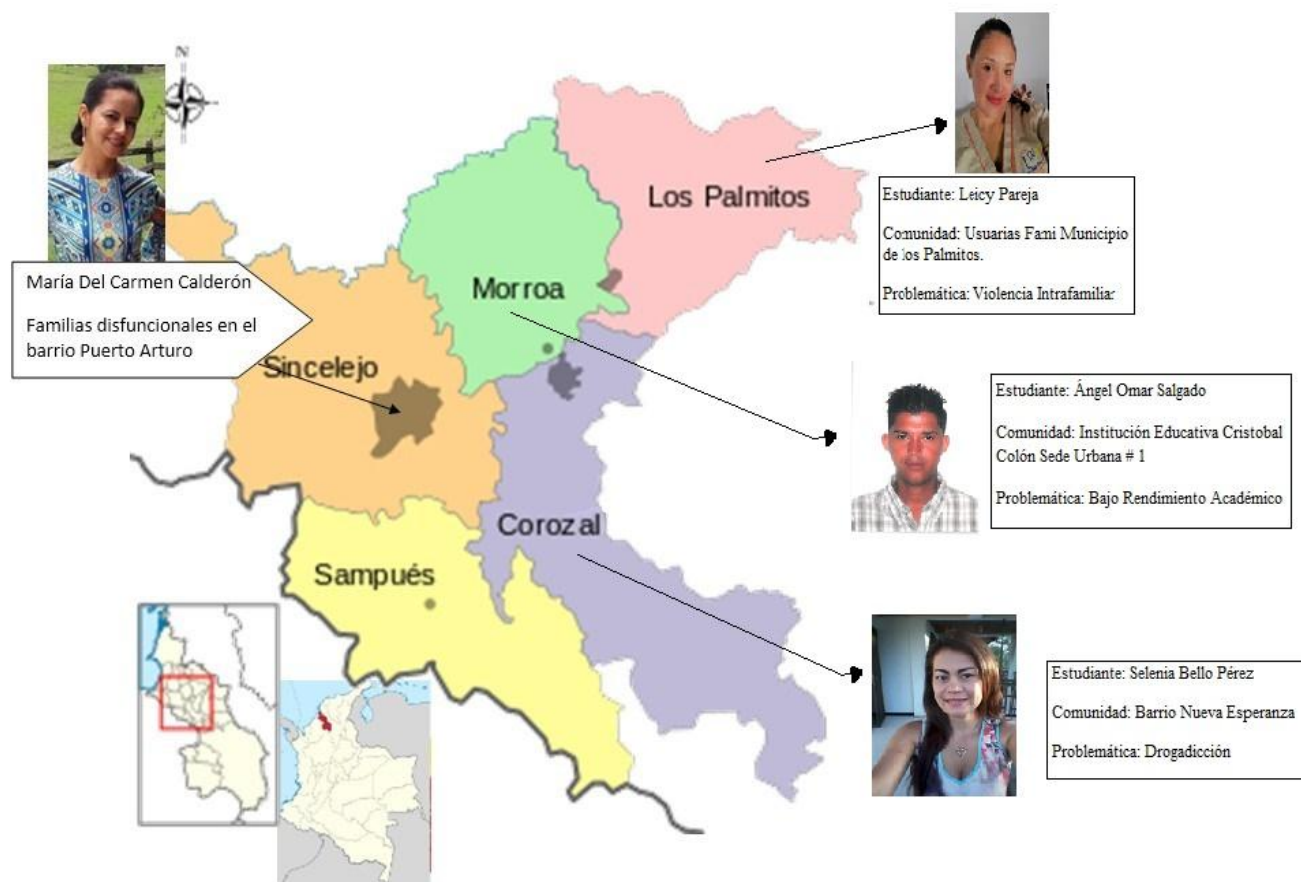 N
María Del Carmen Calderón
Familias disfuncionales en el
barrio Puerto Arturo
Los Palmitos
Morroa
Sincelejo
Corozal
Sampués
Estudiante: Leicy Pareja
Comunidad: Usuarias Fami Municipio
de los Palmitos.
Problemática: Violencia Intrafamiliar
Estudiante: Ángel Omar Salgado
Comunidad: Institución Educativa Cristobal
Colón Sede Urbana # 1
Problemática: Bajo Rendimiento Académico
Estudiante: Selenia Bello Pérez
Comunidad: Barrio Nueva Esperanza
Problemática: Drogadicción